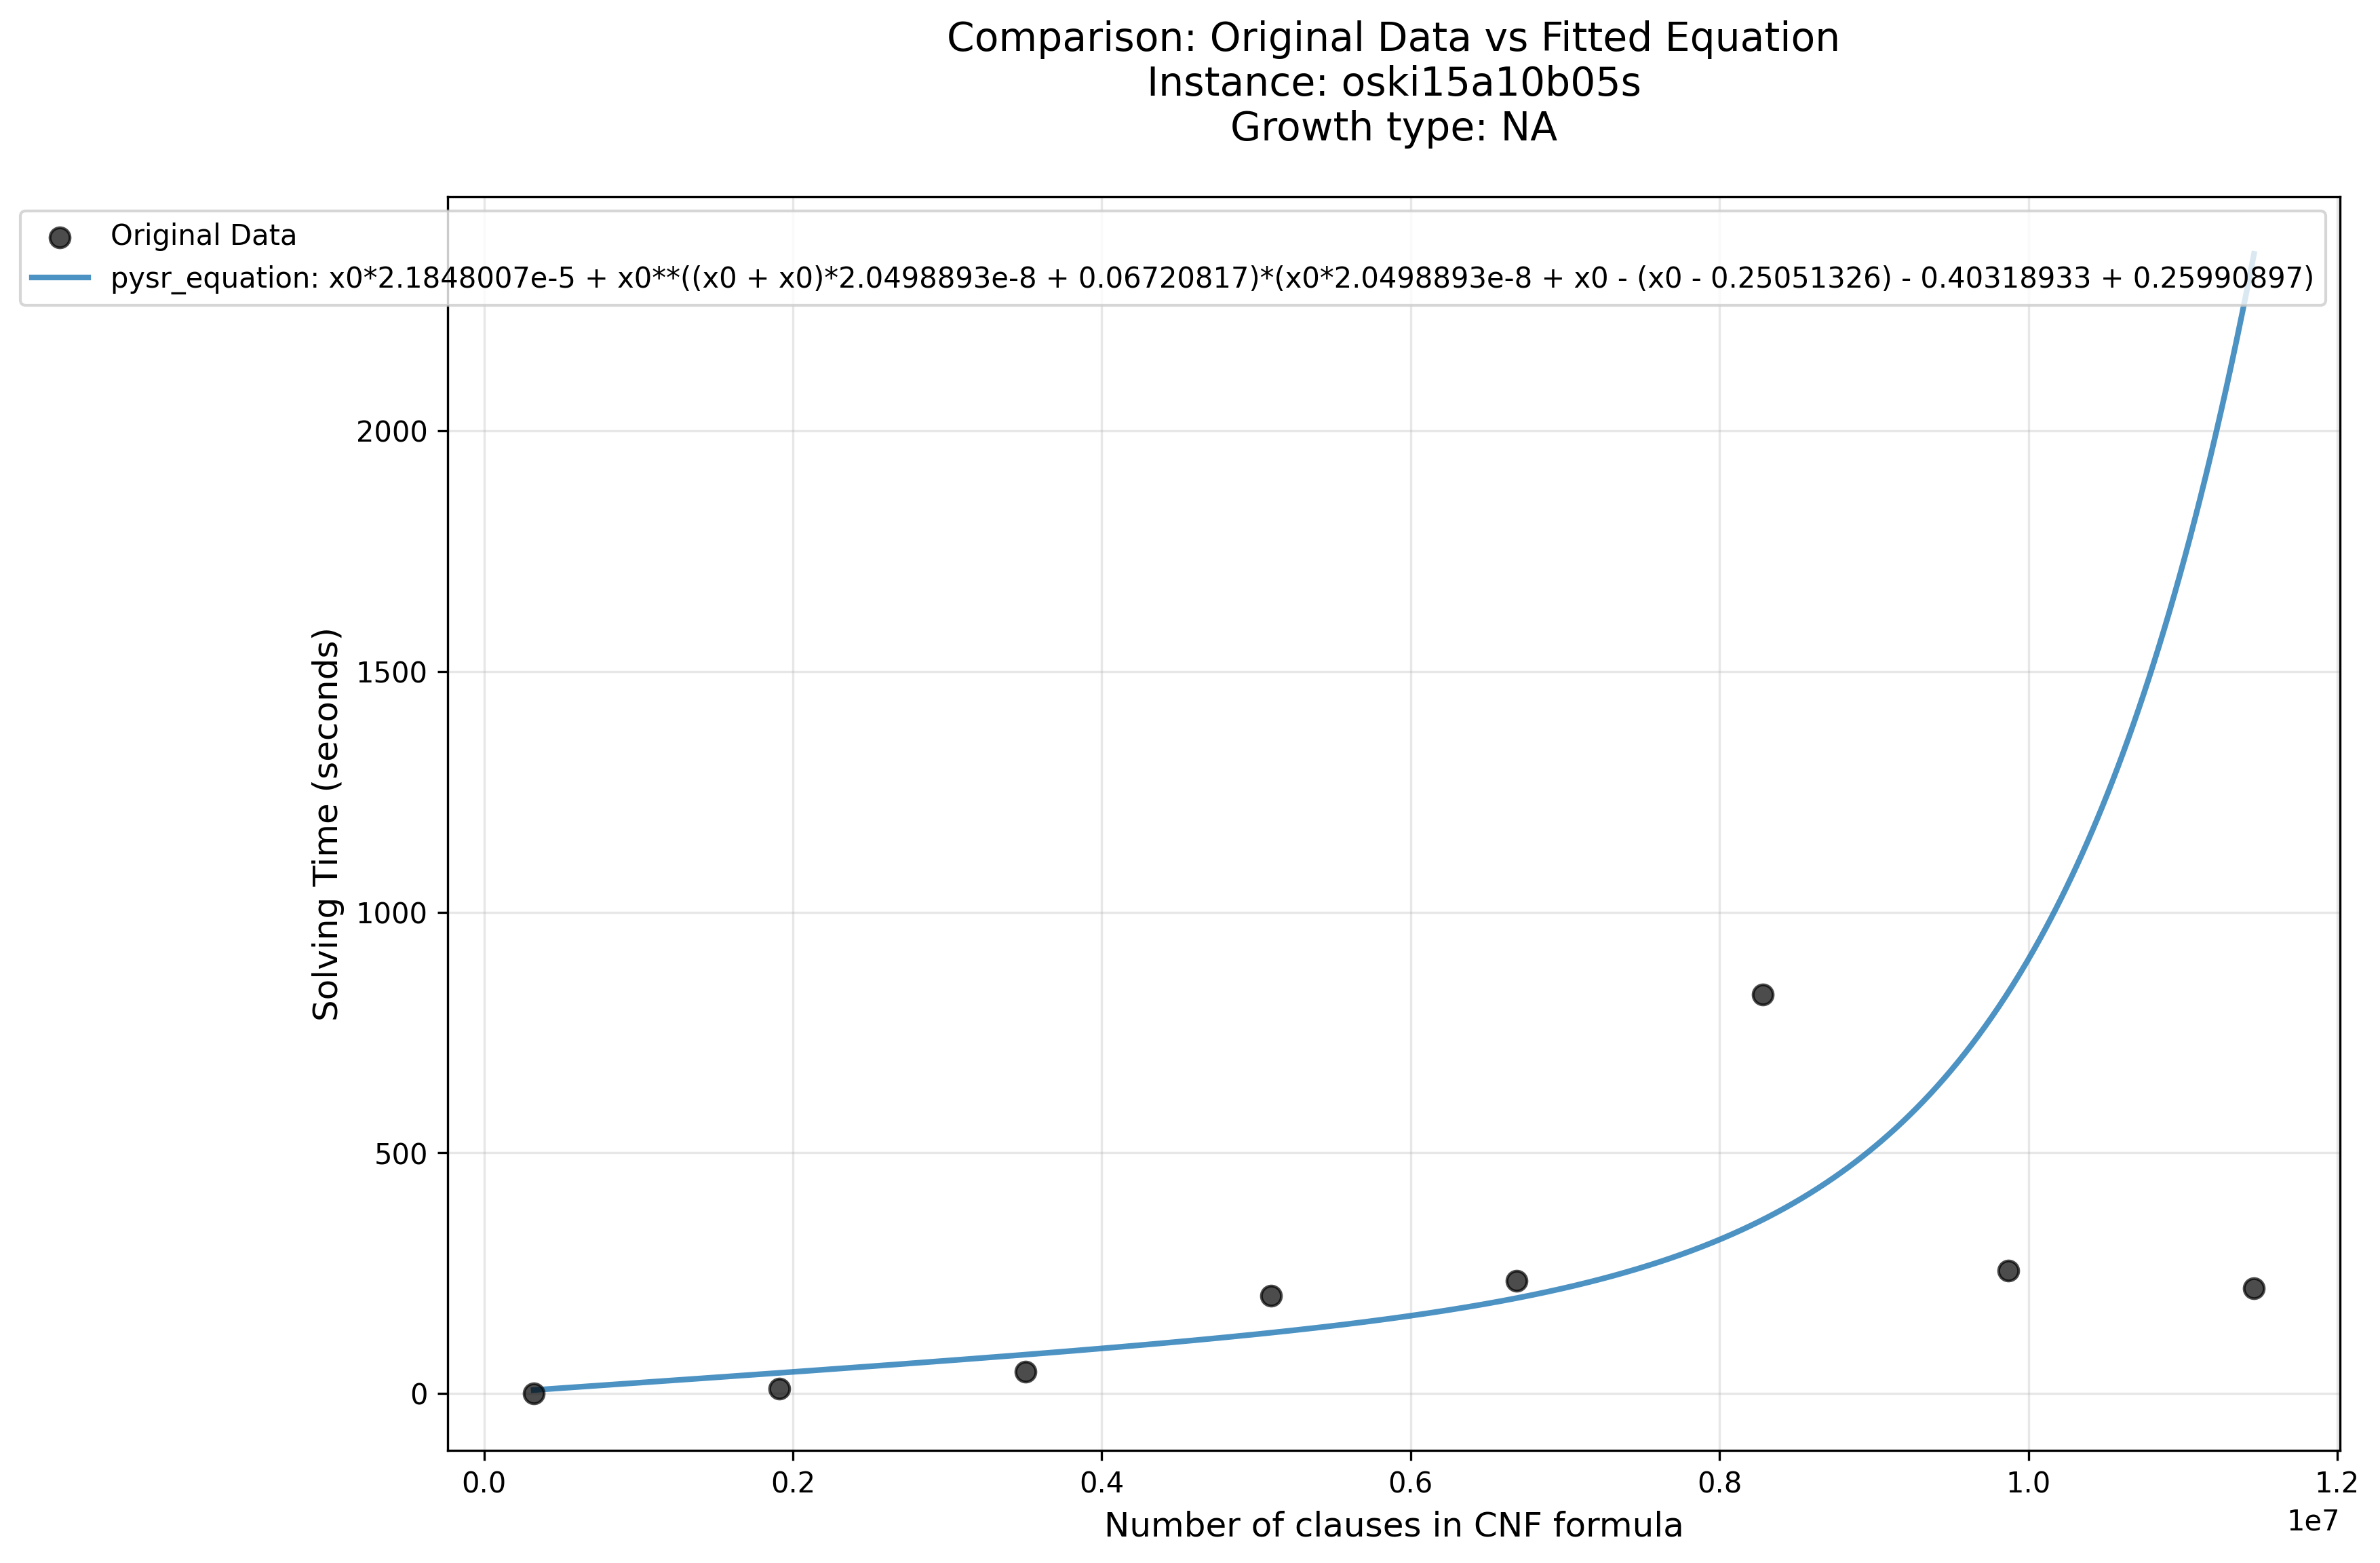 Comparison: Original Data vs Fitted Equation
Instance: oski15a10b05s
Growth type: NA
Original Data
pysr_equation: x0*2.1848007e-5 + x0**((x0 + x0)*2.0498893e-8 + 0.06720817)*(x0*2.0498893e-8 + x0 - (x0 - 0.25051326) - 0.40318933 + 0.25990897)
2000
1500
1000
500
0
Solving Time (seconds)
0.0 0.2 0.4 0.6 0.8 1.0 1.2
1e7
Number of clauses in CNF formula